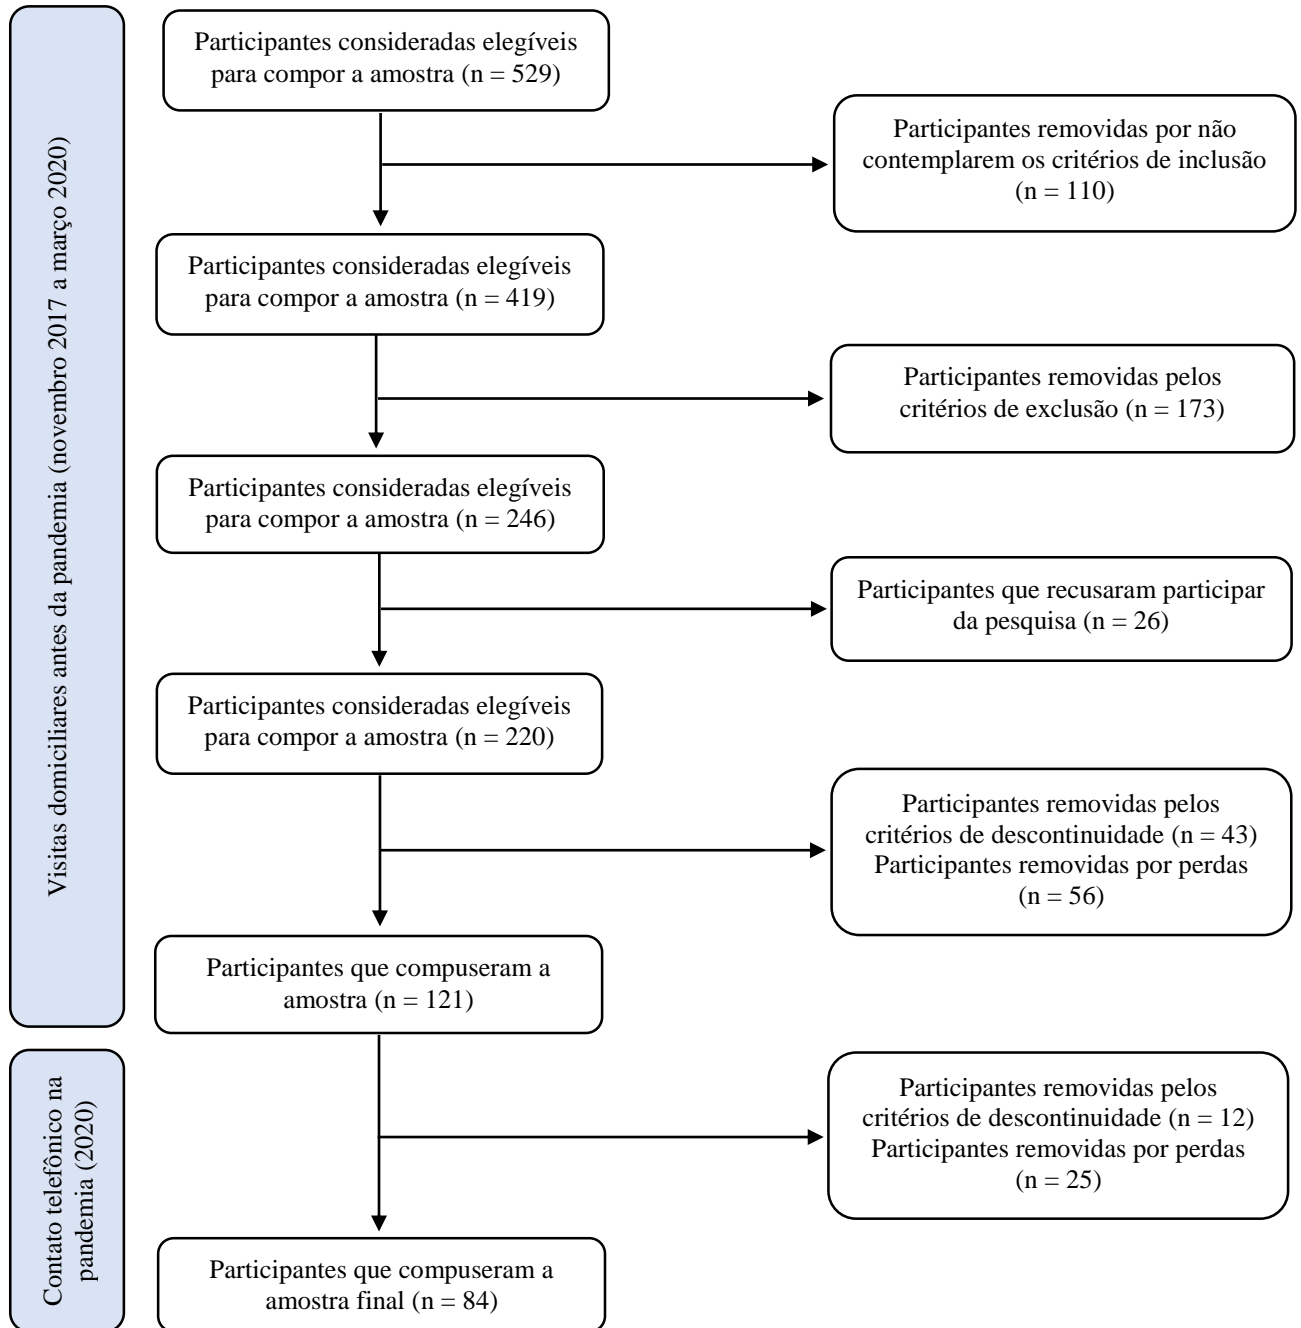 Visitas domiciliares antes da pandemia (novembro 2017 a março 2020)
Participantes consideradas elegíveis
para compor a amostra (n = 529)
Participantes removidas por não
contemplarem os critérios de inclusão
(n = 110)
Participantes consideradas elegíveis
para compor a amostra (n = 419)
Participantes removidas pelos
critérios de exclusão (n = 173)
Participantes consideradas elegíveis
para compor a amostra (n = 246)
Participantes que recusaram participar
da pesquisa (n = 26)
Participantes consideradas elegíveis
para compor a amostra (n = 220)
Participantes removidas pelos
critérios de descontinuidade (n = 43)
Participantes removidas por perdas
(n = 56)
Participantes que compuseram a
amostra (n = 121)
Contato telefônico na
pandemia (2020)
Participantes removidas pelos
critérios de descontinuidade (n = 12)
Participantes removidas por perdas
(n = 25)
Participantes que compuseram a
amostra final (n = 84)